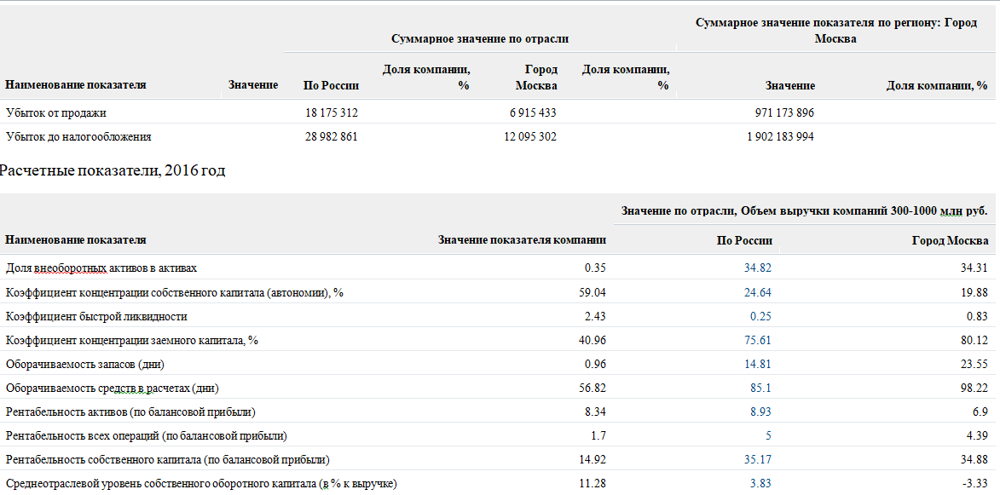 Суммарное значение по отрасли
Суммарное значение показателя по региону: Город Москва
Наименование показателя Значение По России Доля компании, % Город Москва Доля компании, % Значение Доля компании, %
Убыток от продажи 18 175 312 6 915 433 971 173 896
Убыток до налогообложения 28 982 861 12 095 302 1 902 183 994
Расчетные показатели, 2016 год
Значение по отрасли, Объем выручки компаний 300-1000 млн руб.
Наименование показателя Значение показателя компании По России Город Москва
Доля внеоборотных активов в активах 0.35 34.82 34.31
Коэффициент концентрации собственного капитала (автономии), % 59.04 24.64 19.88
Коэффициент быстрой ликвидности 2.43 0.25 0.83
Коэффициент концентрации заемного капитала, % 40.96 75.61 80.12
Оборачиваемость запасов (дни) 0.96 14.81 23.55
Оборачиваемость средств в расчетах (дни) 56.82 85.1 98.22
Рентабельность активов (по балансовой прибыли) 8.34 8.93 6.9
Рентабельность всех операций (по балансовой прибыли) 1.7 5 4.39
Рентабельность собственного капитала (по балансовой прибыли) 14.92 35.17 34.88
Среднеотраслевой уровень собственного оборотного капитала (в % к выручке) 11.28 3.83 -3.33